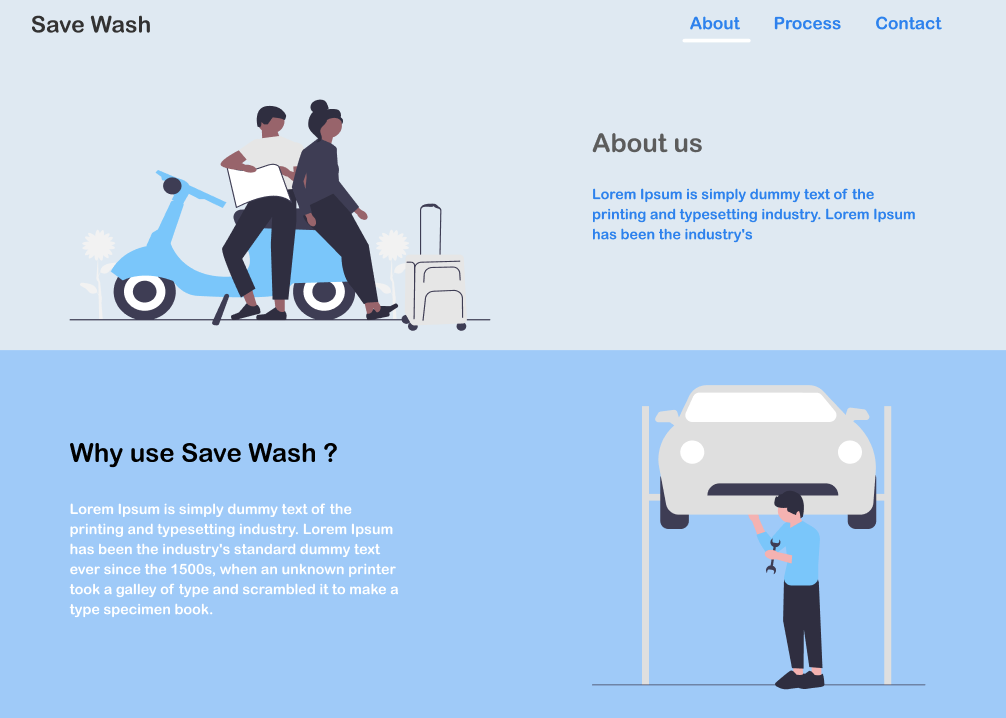 Save Wash
About
Process
Contact
About us
Lorem Ipsum is simply dummy text of the
printing and typesetting industry. Lorem Ipsum
has been the industry's
Why use Save Wash ?
Lorem Ipsum is simply dummy text of the
printing and typesetting industry. Lorem Ipsum
has been the industry's standard dummy text
ever since the 1500s, when an unknown printer
took a galley of type and scrambled it to make a
type specimen book.